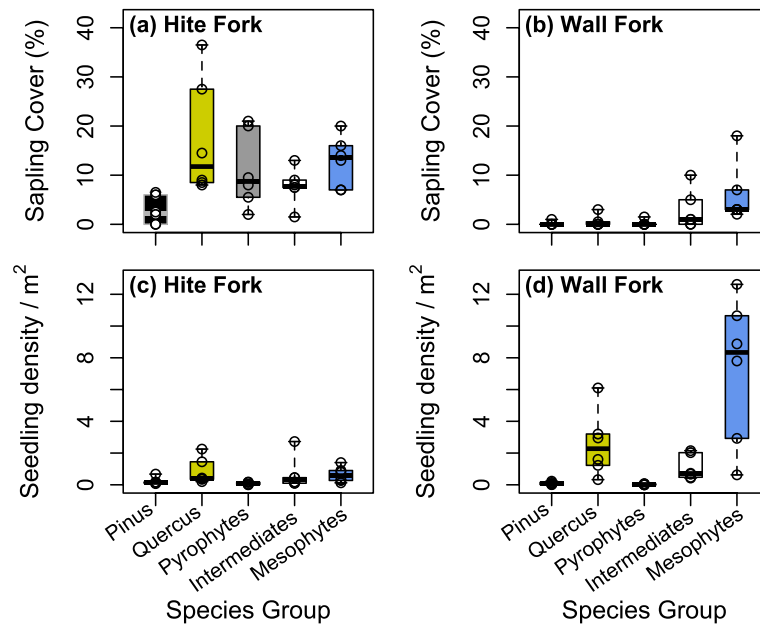 (a) Hite Fork
Sapling Cover (%)
40
30
20
10
0
(b) Wall Fork
Sapling Cover (%)
40
30
20
10
0
(c) Hite Fork
Seedling density / m²
12
8
4
0
Pinus
Quercus
Pyrophytes
Intermediates
Mesophytes
Species Group
(d) Wall Fork
Seedling density / m²
12
8
4
0
Pinus
Quercus
Pyrophytes
Intermediates
Mesophytes
Species Group